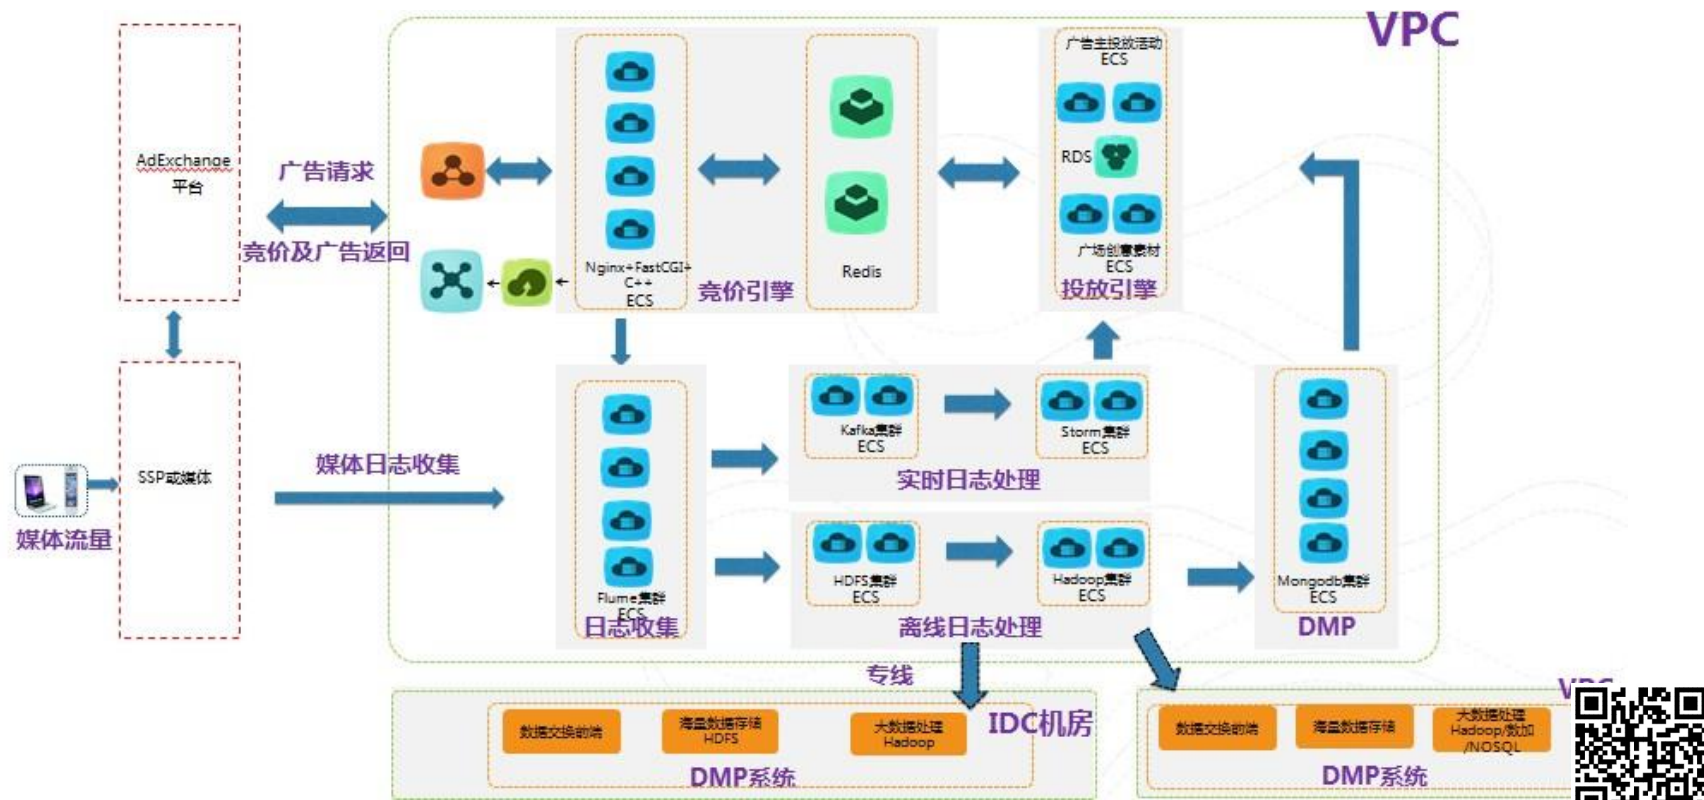 VPC
AdExchange
平台
广告请求
竞价及广告返回
Nginx+FastCGI+
C++
ECS
竞价引擎
Redis
广告主投放活动
ECS
RDS
广场创意素材
ECS
投放引擎
媒体流量
SSP或媒体
媒体日志收集
Flume集群
ECS
日志收集
Kafka集群
ECS
Storm集群
ECS
实时日志处理
HDFS集群
ECS
Hadoop集群
ECS
离线日志处理
Mongodb集群
ECS
DMP
专线
数据交换前端
海量数据存储
HDFS
大数据处理
Hadoop
IDC机房
DMP系统
VPC
数据交换前端
海量数据存储
大数据处理
Hadoop/数加
/NOSQL
DMP系统